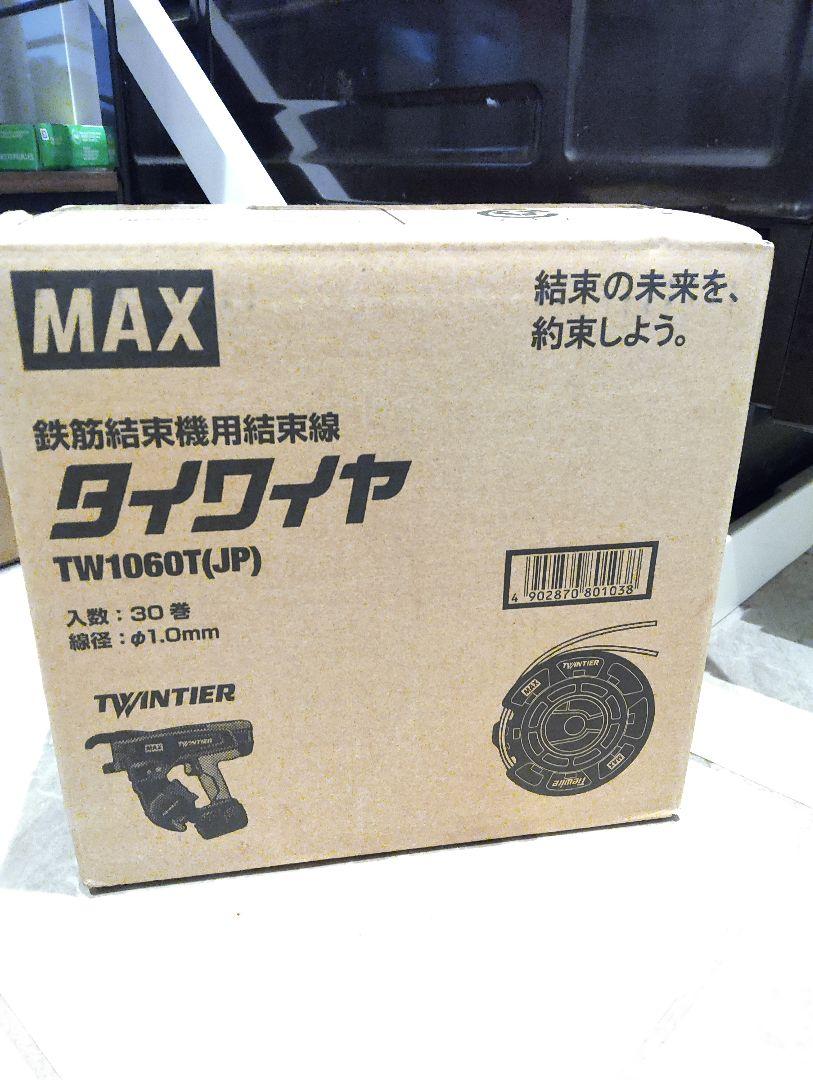 MAX
結束の未来を、
約束しよう。
鉄筋結束機用結束線
タイワイヤ
TW1060T(JP)
入数：30巻
線径：φ1.0mm
4 902870 801038
TWINTIER
MAX TWINTIER
MAX TWINTIER
MAX
Tiewire